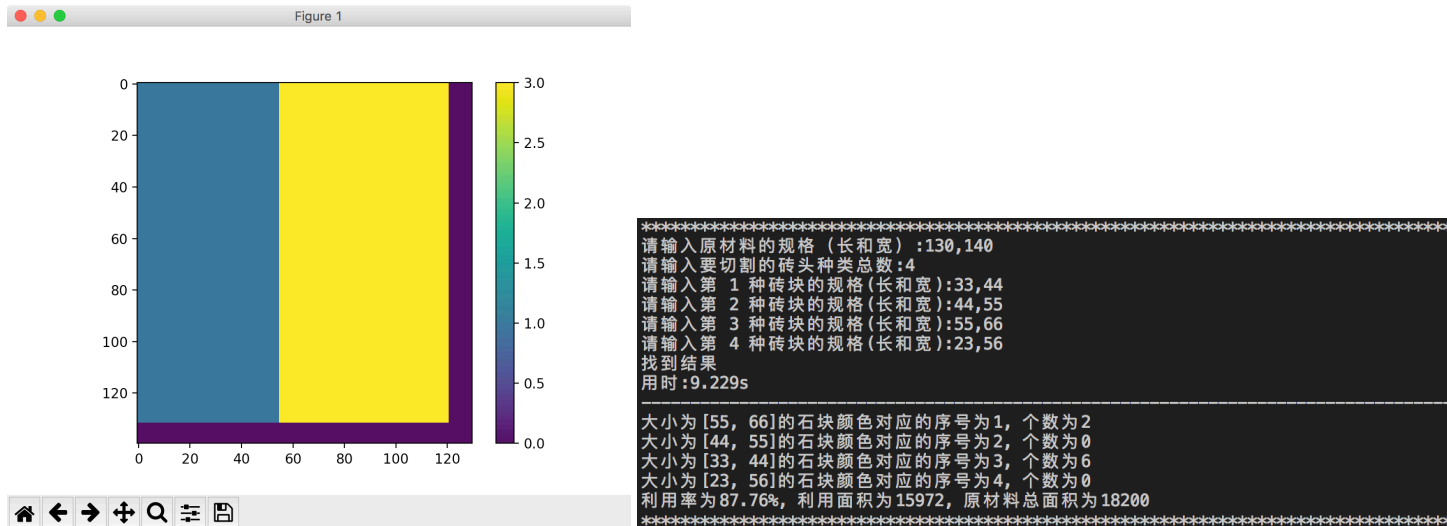 Figure 1
0
20
40
60
80
100
120
0
20
40
60
80
100
120
3.0
2.5
2.0
1.5
1.0
0.5
0.0
请输入原材料的规格 (长和宽) :130,140
请输入要切割的砖头种类总数:4
请输入第 1 种砖块的规格(长和宽):33,44
请输入第 2 种砖块的规格(长和宽):44,55
请输入第 3 种砖块的规格(长和宽):55,66
请输入第 4 种砖块的规格(长和宽):23,56
找到结果
用时:9.229s
大小为[55, 66]的石块颜色对应的序号为1, 个数为2
大小为[44, 55]的石块颜色对应的序号为2, 个数为0
大小为[33, 44]的石块颜色对应的序号为3, 个数为6
大小为[23, 56]的石块颜色对应的序号为4, 个数为0
利用率为87.76%, 利用面积为15972, 原材料总面积为18200